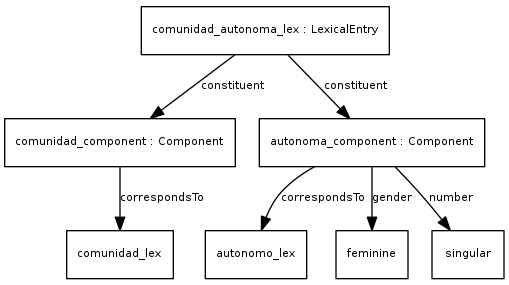 comunidad_autonoma_lex : LexicalEntry
constituent
constituent
comunidad_component : Component
autonoma_component : Component
correspondsTo
correspondsTo
gender
number
comunidad_lex
autonomo_lex
feminine
singular